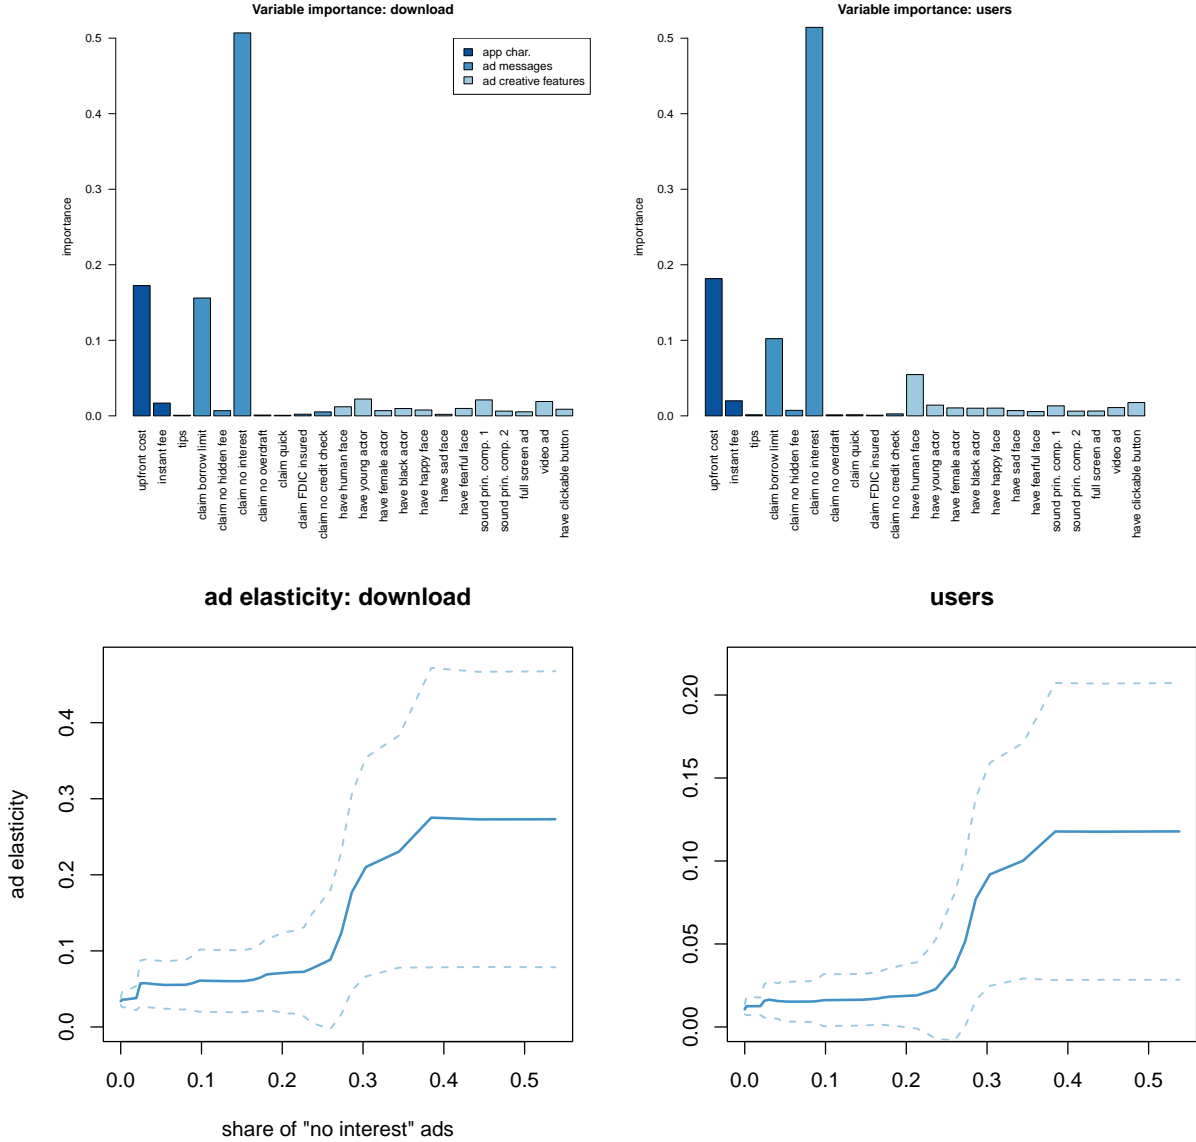 Variable importance: download
importance
0.5
0.4
0.3
0.2
0.1
0.0
app char.
ad messages
ad creative features
upfront cost
instant fee
tips
claim borrow limit
claim no hidden fee
claim no interest
claim no overdraft
claim quick
claim FDIC insured
claim no credit check
have human face
have young actor
have female actor
have black actor
have happy face
have sad face
have fearful face
sound prin. comp. 1
sound prin. comp. 2
full screen ad
video ad
have clickable button
Variable importance: users
importance
0.5
0.4
0.3
0.2
0.1
0.0
upfront cost
instant fee
tips
claim borrow limit
claim no hidden fee
claim no interest
claim no overdraft
claim quick
claim FDIC insured
claim no credit check
have human face
have young actor
have female actor
have black actor
have happy face
have sad face
have fearful face
sound prin. comp. 1
sound prin. comp. 2
full screen ad
video ad
have clickable button
ad elasticity: download
ad elasticity
0.4
0.3
0.2
0.1
0.0
0.0 0.1 0.2 0.3 0.4 0.5
share of "no interest" ads
users
0.20
0.15
0.10
0.05
0.00
0.0 0.1 0.2 0.3 0.4 0.5